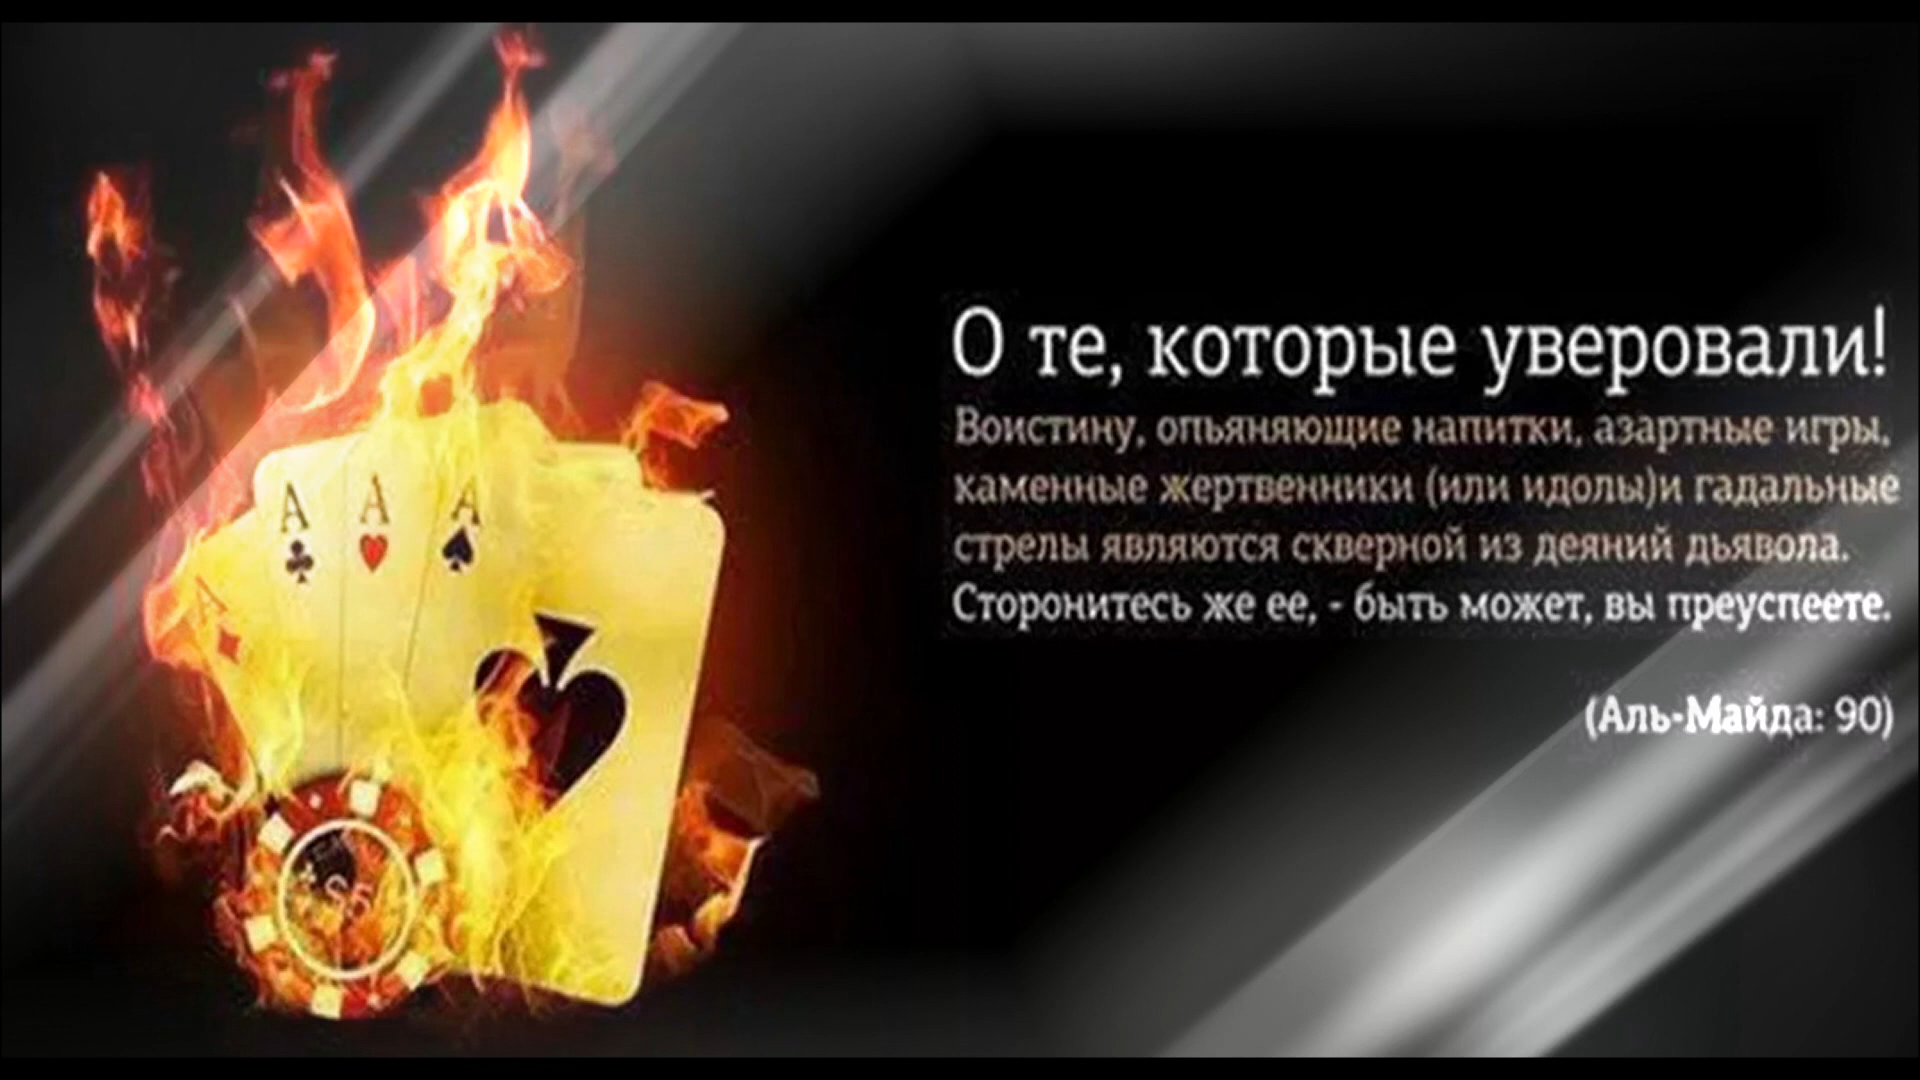 О те, которые уверовали!
Воистину, опьяняющие напитки, азартные игры,
каменные жертвенники (или идолы)и гадальные
стрелы являются скверной из деяний дьявола.
Сторонитесь же ее, - быть может, вы преуспеете.
(Аль-Майда: 90)
A A A
A